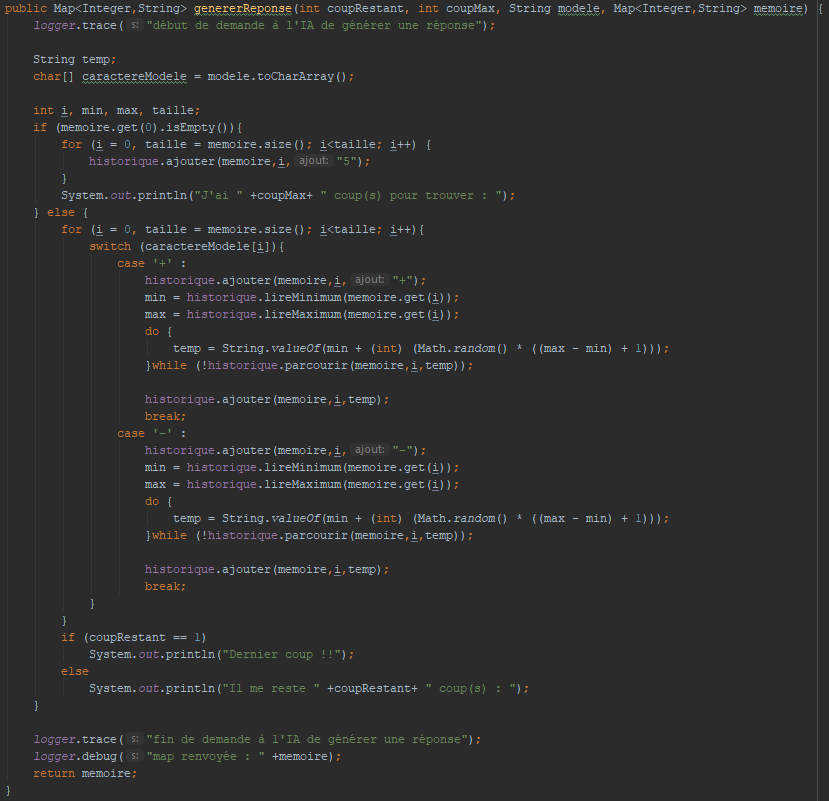 public Map<Integer,String> genererReponse(int coupRestant, int coupMax, String modele, Map<Integer,String> memoire) {
logger.trace( s: "début de demande à l'IA de générer une réponse");
String temp;
char[] caractereModele = modele.toCharArray();
int i, min, max, taille;
if (memoire.get(0).isEmpty()){
for (i = 0, taille = memoire.size(); i<taille; i++) {
historique.ajouter(memoire,i, ajout: "5");
}
System.out.println("J'ai " +coupMax+ " coup(s) pour trouver : ");
} else {
for (i = 0, taille = memoire.size(); i<taille; i++){
switch (caractereModele[i]){
case '+' :
historique.ajouter(memoire,i, ajout: "+");
min = historique.lireMinimum(memoire.get(i));
max = historique.lireMaximum(memoire.get(i));
do {
temp = String.valueOf(min + (int) (Math.random() * ((max - min) + 1)));
}while (!historique.parcourir(memoire,i,temp));
historique.ajouter(memoire,i,temp);
break;
case '-' :
historique.ajouter(memoire,i, ajout: "-");
min = historique.lireMinimum(memoire.get(i));
max = historique.lireMaximum(memoire.get(i));
do {
temp = String.valueOf(min + (int) (Math.random() * ((max - min) + 1)));
}while (!historique.parcourir(memoire,i,temp));
historique.ajouter(memoire,i,temp);
break;
}
}
if (coupRestant == 1)
System.out.println("Dernier coup !!");
else
System.out.println("Il me reste " +coupRestant+ " coup(s) : ");
}
logger.trace( s: "fin de demande à l'IA de générer une réponse");
logger.debug( s: "map renvoyée : " +memoire);
return memoire;
}